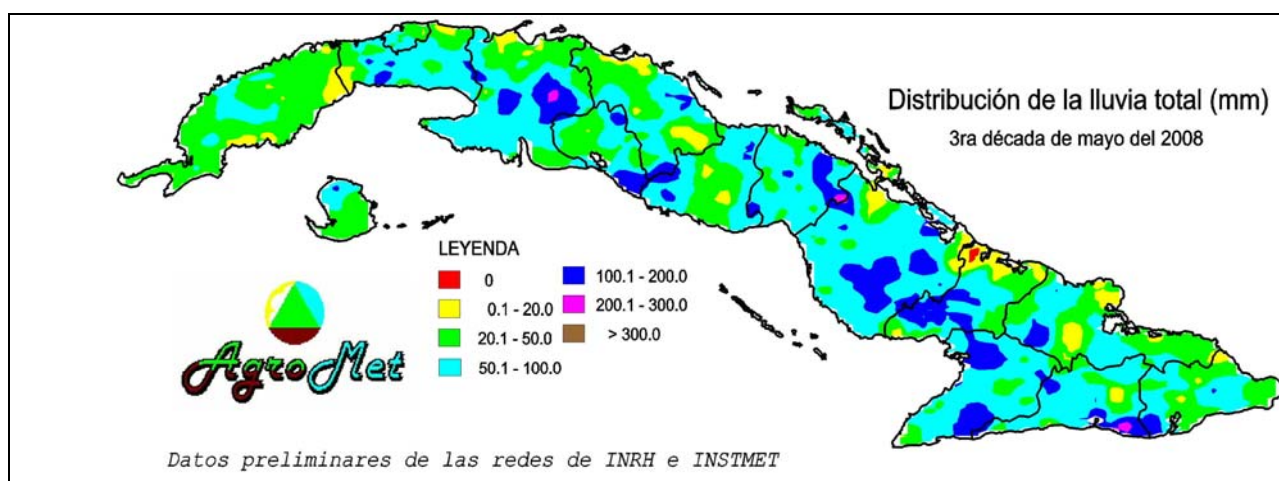 Distribución de la lluvia total (mm)
3ra década de mayo del 2008
LEYENDA
0
0.1 - 20.0
20.1 - 50.0
50.1 - 100.0
100.1 - 200.0
200.1 - 300.0
> 300.0
AgroMet
Datos preliminares de las redes de INRH e INSTMET